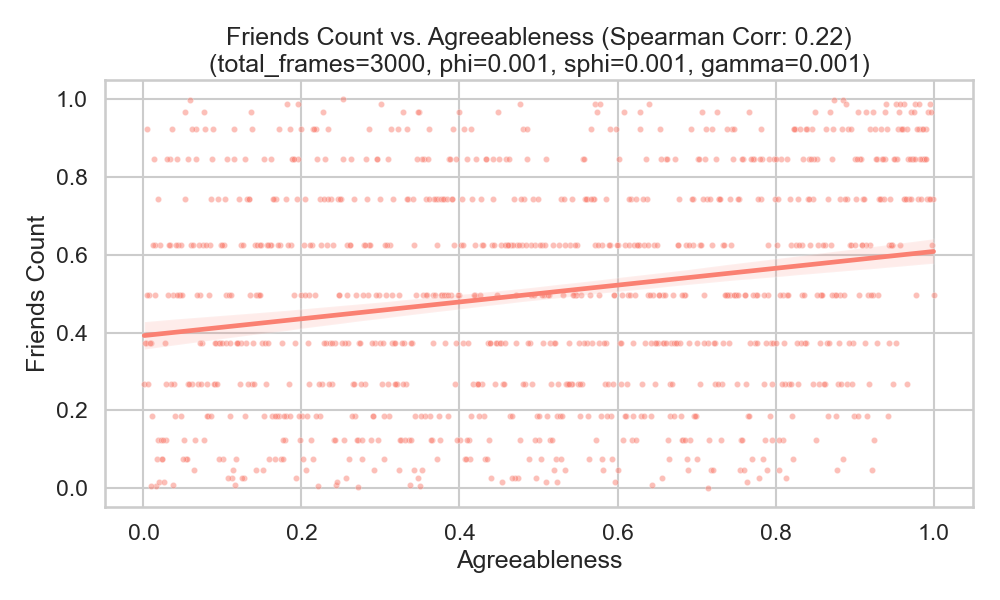 Friends Count vs. Agreeableness (Spearman Corr: 0.22)
(total_frames=3000, phi=0.001, sphi=0.001, gamma=0.001)
1.0
0.8
0.6
0.4
0.2
0.0
Friends Count
0.0 0.2 0.4 0.6 0.8 1.0
Agreeableness